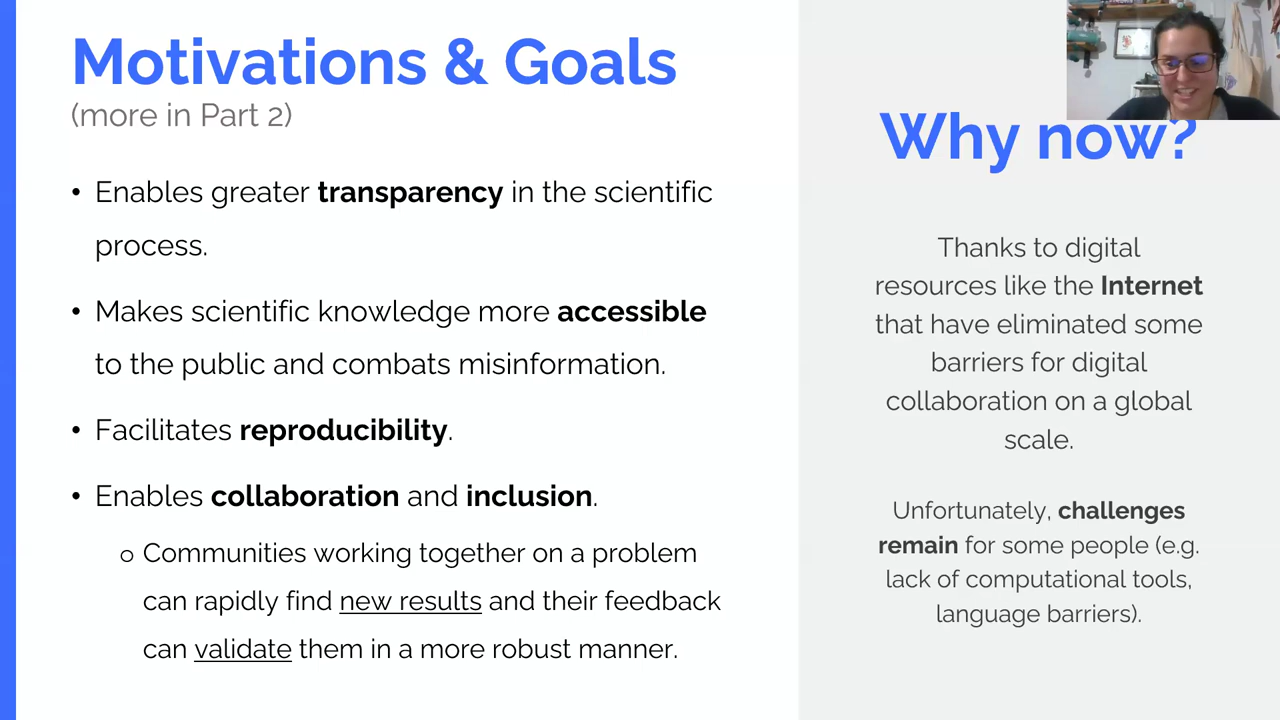 Motivations & Goals
(more in Part 2)
• Enables greater transparency in the scientific
process.
• Makes scientific knowledge more accessible
to the public and combats misinformation.
• Facilitates reproducibility.
• Enables collaboration and inclusion.
o Communities working together on a problem
can rapidly find new results and their feedback
can validate them in a more robust manner.
Why now?
Thanks to digital
resources like the Internet
that have eliminated some
barriers for digital
collaboration on a global
scale.
Unfortunately, challenges
remain for some people (e.g.
lack of computational tools,
language barriers).